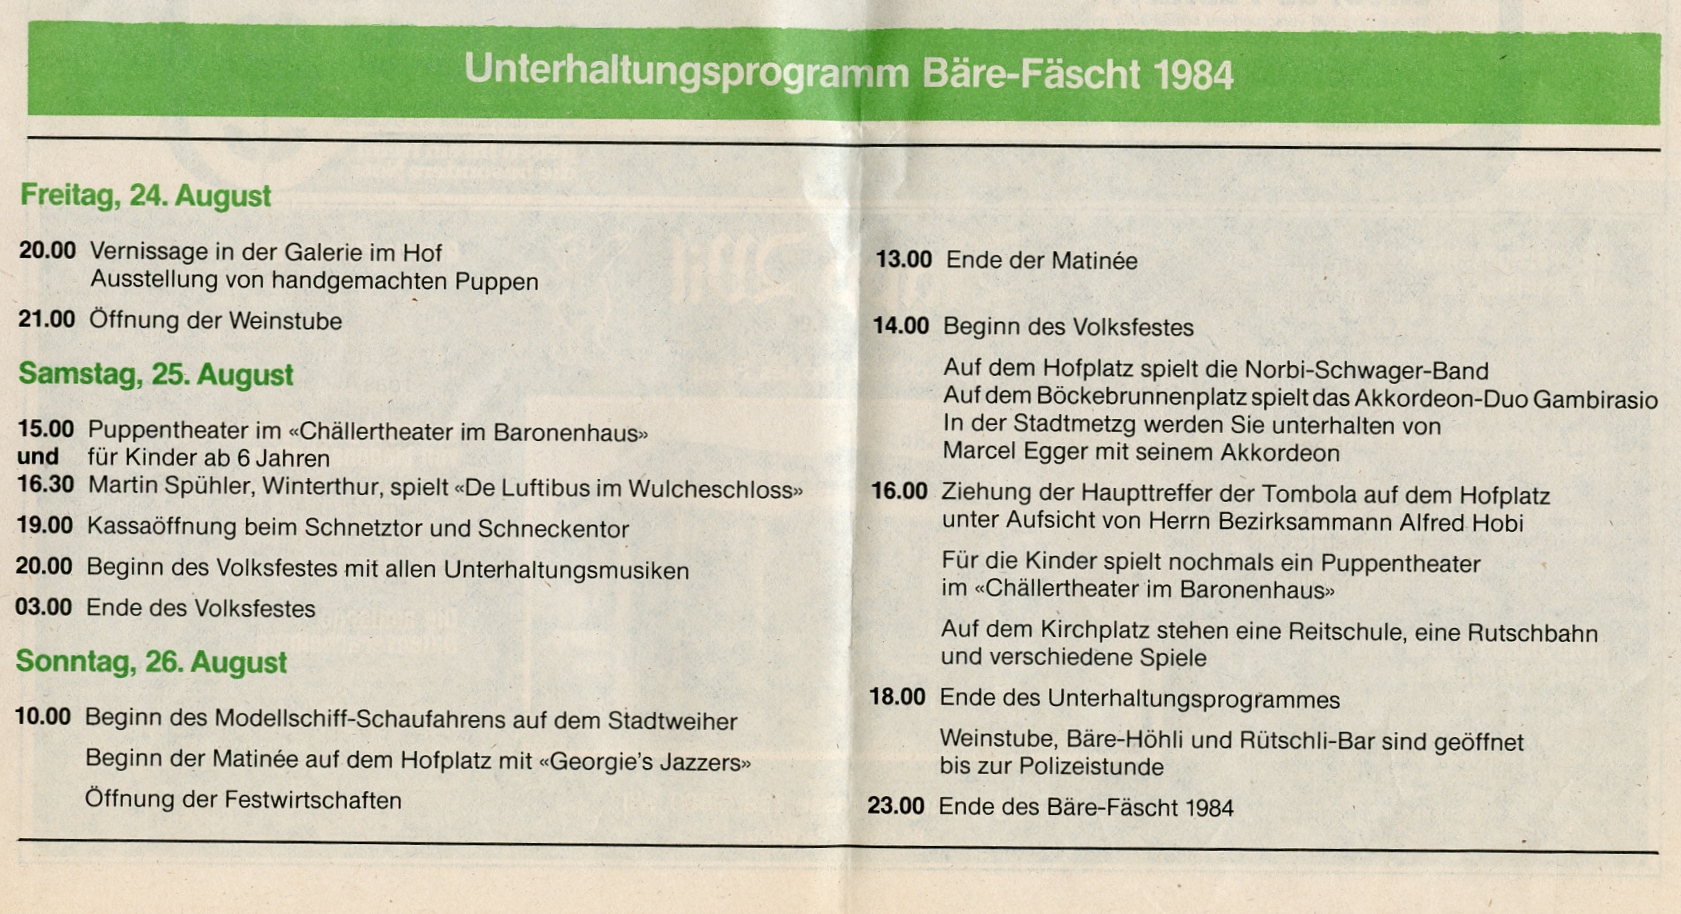 Unterhaltungsprogramm Bäre-Fäscht 1984
Freitag, 24. August
20.00 Vernissage in der Galerie im Hof
Ausstellung von handgemachten Puppen
21.00 Öffnung der Weinstube
Samstag, 25. August
15.00 Puppentheater im «Chällertheater im Baronenhaus»
und für Kinder ab 6 Jahren
16.30 Martin Spühler, Winterthur, spielt «De Luftibus im Wulcheschloss»
19.00 Kassaöffnung beim Schnetztor und Schneckentor
20.00 Beginn des Volksfestes mit allen Unterhaltungsmusiken
03.00 Ende des Volksfestes
Sonntag, 26. August
10.00 Beginn des Modellschiff-Schaufahrens auf dem Stadtweiher
Beginn der Matinée auf dem Hofplatz mit «Georgie's Jazzers»
Öffnung der Festwirtschaften
13.00 Ende der Matinée
14.00 Beginn des Volksfestes
Auf dem Hofplatz spielt die Norbi-Schwager-Band
Auf dem Böckebrunnenplatz spielt das Akkordeon-Duo Gambirasio
In der Stadtmetzg werden Sie unterhalten von
Marcel Egger mit seinem Akkordeon
16.00 Ziehung der Haupttreffer der Tombola auf dem Hofplatz
unter Aufsicht von Herrn Bezirksammann Alfred Hobi
Für die Kinder spielt nochmals ein Puppentheater
im «Chällertheater im Baronenhaus»
Auf dem Kirchplatz stehen eine Reitschule, eine Rutschbahn
und verschiedene Spiele
18.00 Ende des Unterhaltungsprogrammes
Weinstube, Bäre-Höhli und Rütschli-Bar sind geöffnet
bis zur Polizeistunde
23.00 Ende des Bäre-Fäscht 1984